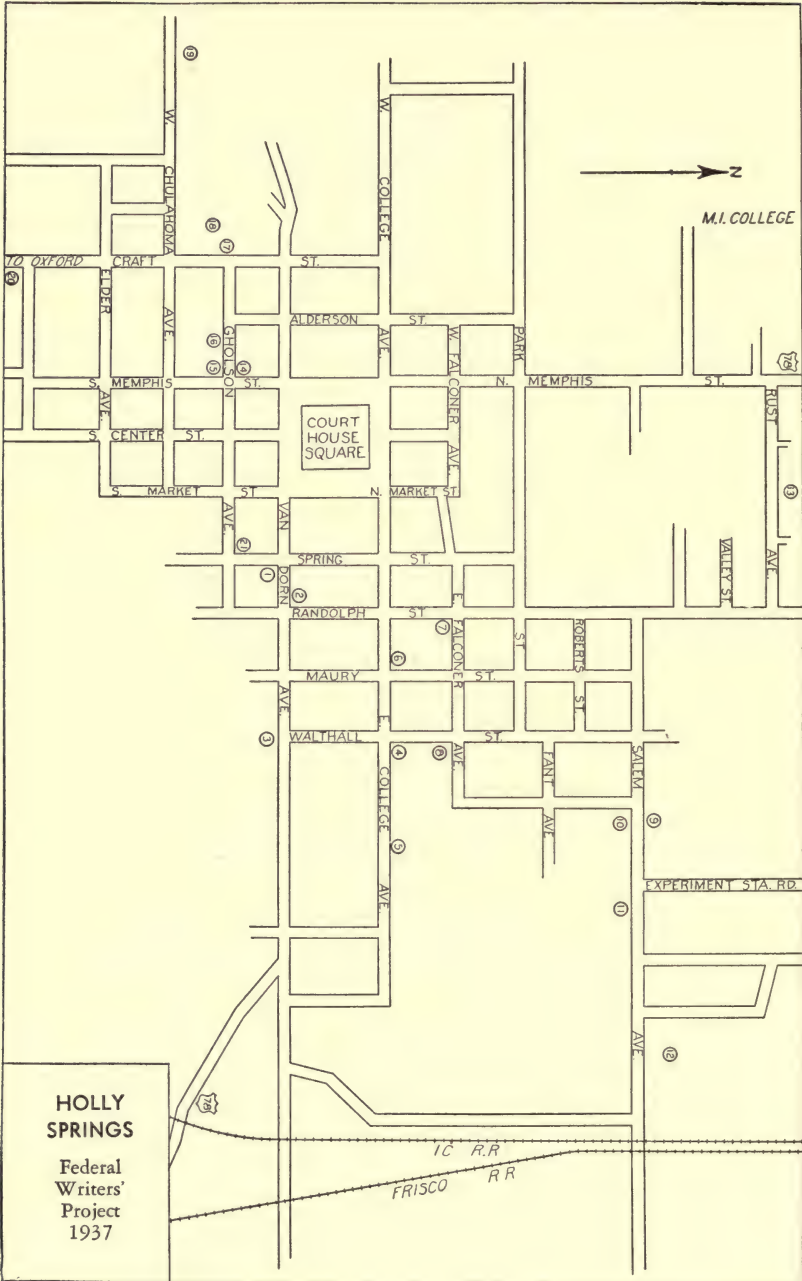 19
W. CHULAHOMA AVE.
W. COLLEGE AVE.
N
M.I. COLLEGE
18
17
TO OXFORD
CRAFT ST.
20
ELDER AVE.
ALDERSON ST.
W. FALCONER AVE.
PARK ST.
78
16
15
14
GHOLSON AVE.
S. MEMPHIS ST.
N. MEMPHIS ST.
RUST AVE.
13
S. CENTER ST.
COURT
HOUSE
SQUARE
S. MARKET ST
N. MARKET ST.
VALLEY ST.
21
VAN DORN AVE.
SPRING ST.
1
2
RANDOLPH ST
7
E. FALCONER AVE.
ROBERTS ST.
6
MAURY ST.
3
WALTHALL ST.
4
8
E. COLLEGE AVE.
FANT AVE
SALEM AVE.
5
10
9
EXPERIMENT STA. RD.
11
12
78
IC R.R
FRISCO RR
HOLLY
SPRINGS
Federal
Writers'
Project
1937